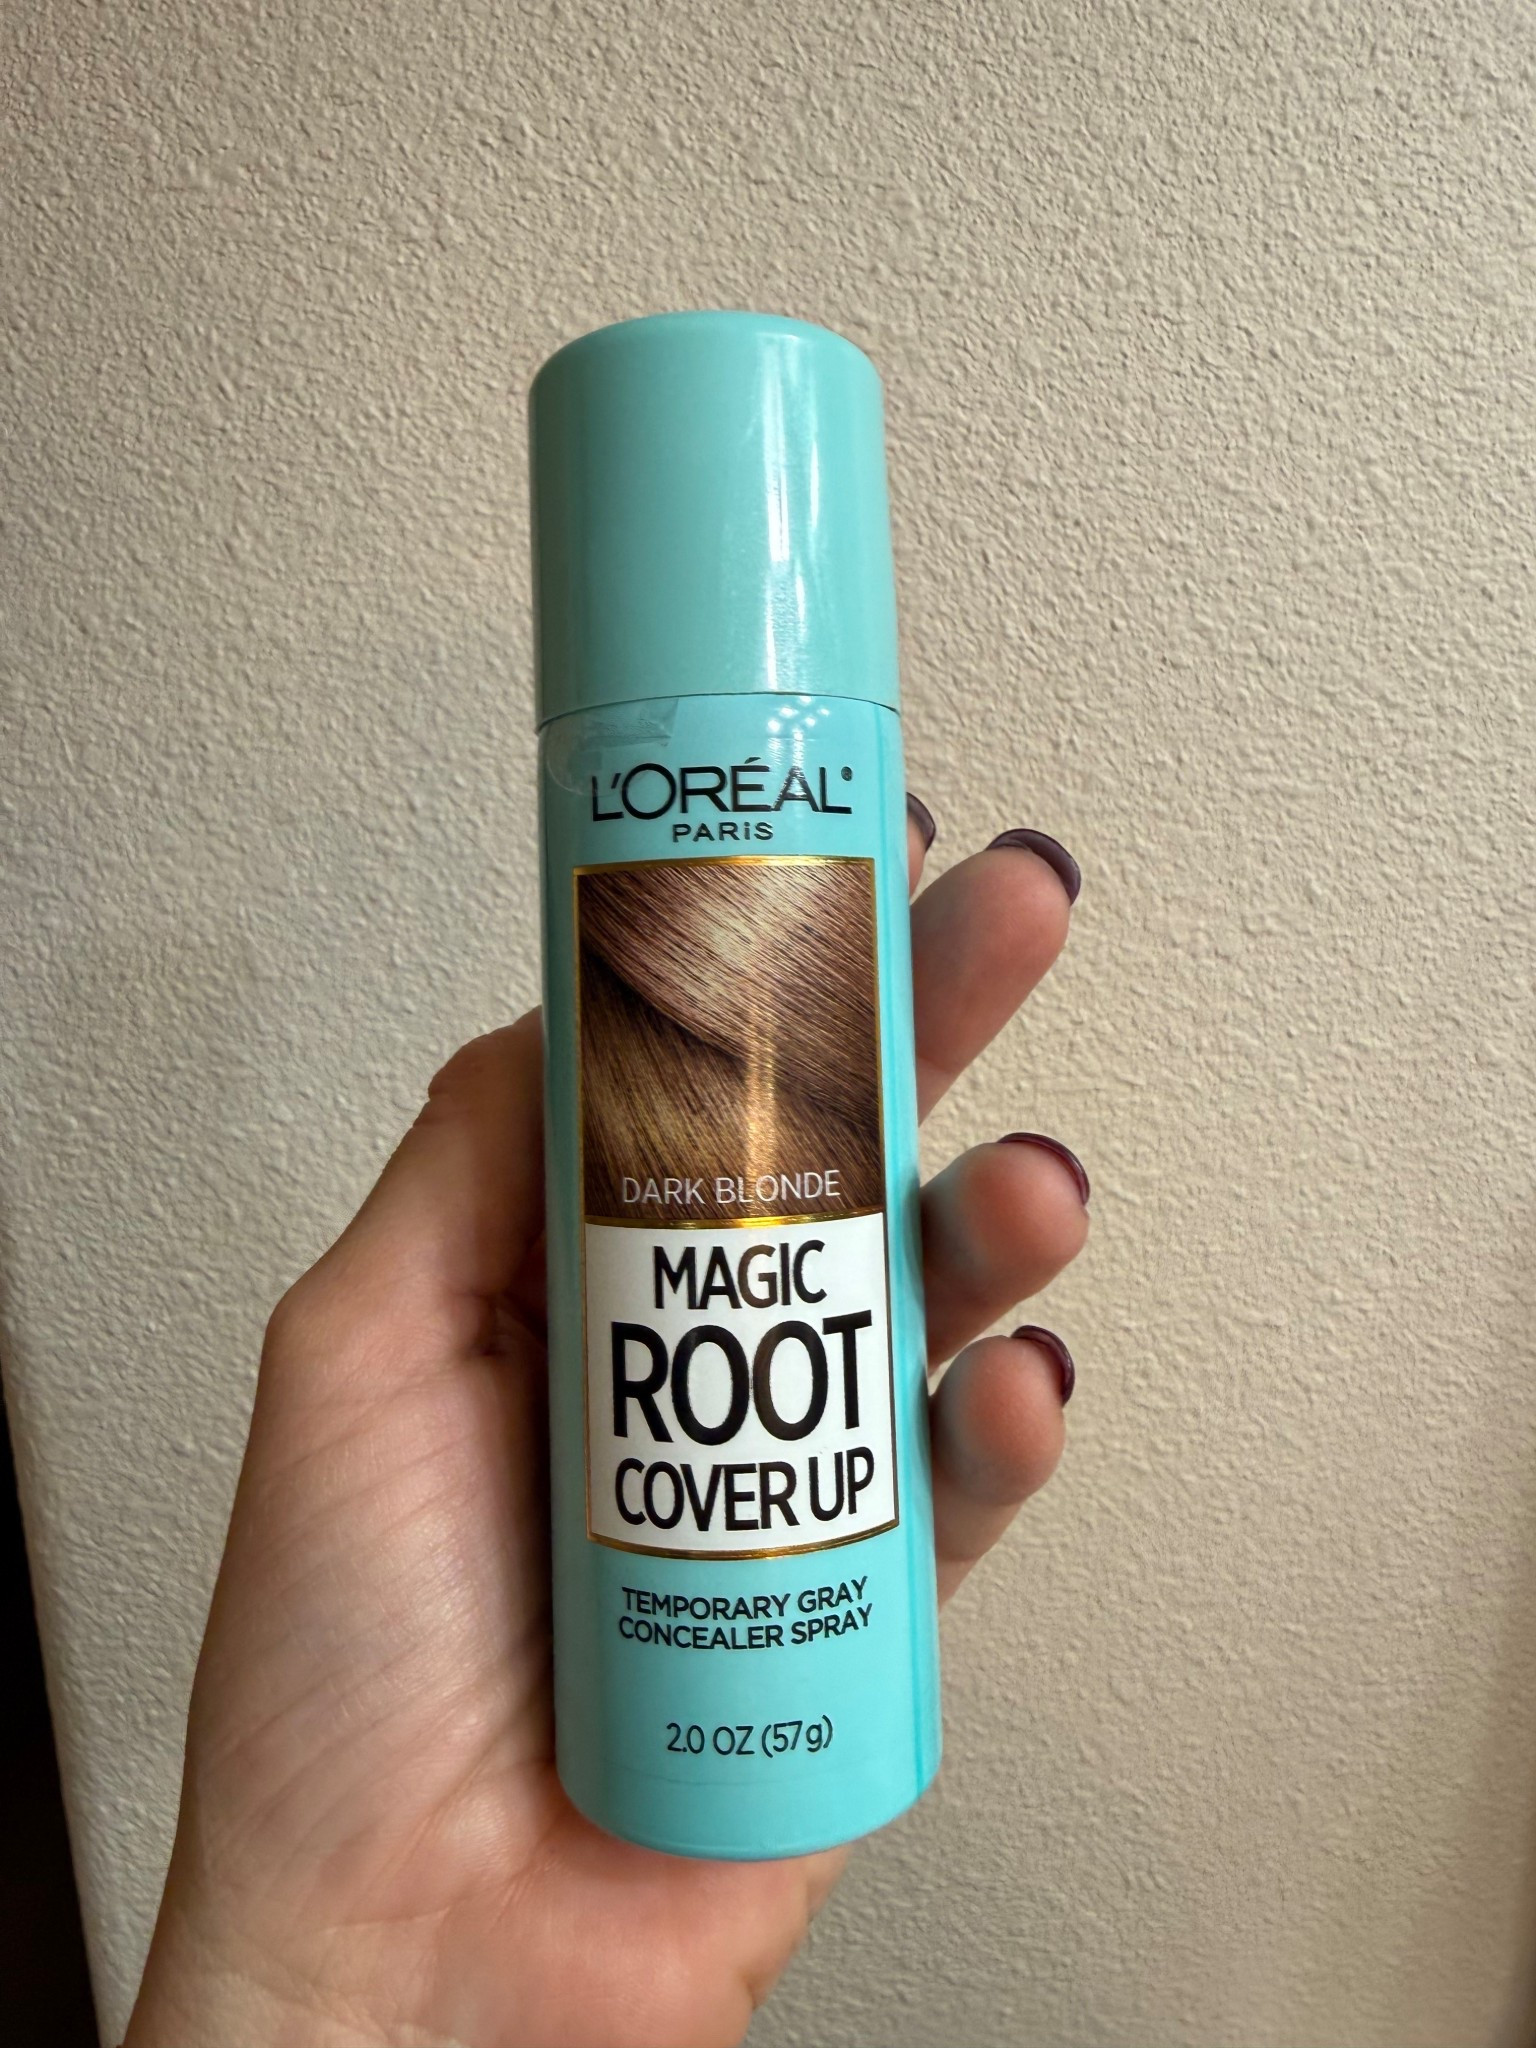 L'ORÉAL®
PARiS
DARK BLONDE
MAGIC
ROOT
COVER UP
TEMPORARY GRAY
CONCEALER SPRAY
2.0 OZ (57g)